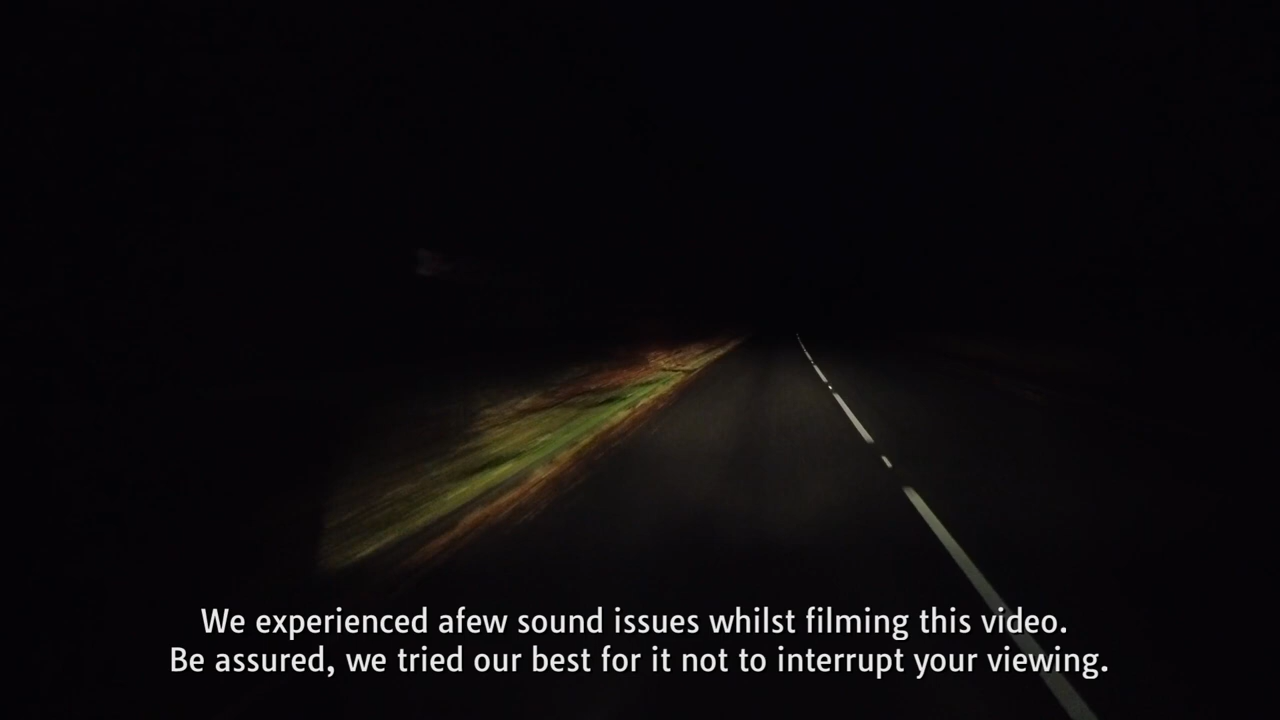 We experienced afew sound issues whilst filming this video.
Be assured, we tried our best for it not to interrupt your viewing.